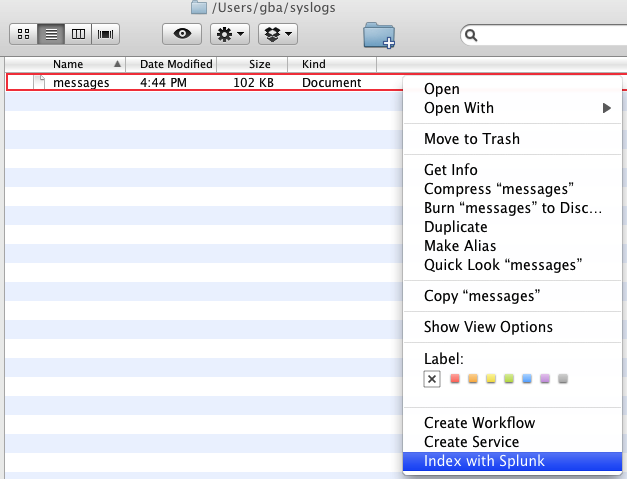 /Users/gba/syslogs
Name Date Modified Size Kind
messages 4:44 PM 102 KB Document
Open
Open With
Move to Trash
Get Info
Compress “messages”
Burn “messages” to Disc...
Duplicate
Make Alias
Quick Look “messages”
Copy “messages”
Show View Options
Label:
Create Workflow
Create Service
Index with Splunk